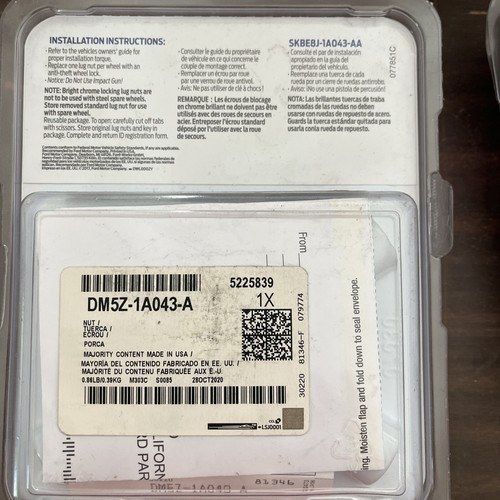 INSTALLATION INSTRUCTIONS:
· Refer to the vehicles owners' guide for
proper installation torque.
· Replace one lug nut per wheel with an
anti-theft wheel lock.
· Notice: Do Not Use Impact Gun!
NOTE: Bright chrome locking lug nuts are
not to be used with steel spare wheels.
Store removed standard lug nut for use
with spare wheel.
Reusable package. To open: carefully cut off tabs
with scissors. Store original lug nuts and key in
package. Complete and return ID registration form.
· Consulter le guide du propriétaire
de véhicule en ce qui concerne le
couple de montage correct.
· Remplacer un écrou par roue
par une verrou de roue antivol.
· Avis: Ne pas utiliser de clé à choc!
REMARQUE : Les écrous de blocage
en chrome brillant ne doivent pas être
utilisés avec des roues de secours en
acier. Entreposer l'écrou standard
déposé pour l'utiliser avec la roue
de secours.
SKBE8J-1A043-AA
· Consulte el par de instalación
apropiado en la guía del
propietario del vehículo.
· Reemplace una tuerca de cada
rueda por un cierre de ruedas antirrobo.
· Aviso: ¡No use una pistola de percusión!
NOTA: Las brillantes tuercas de traba
cromadas de las ruedas no deben
usarse con ruedas de repuesto de acero.
Guarda la tuerca estándar quitada para
usarla conla rueda de repuesto.
077851C
From
DM5Z-1A043-A
5225839
1X
NUT /
TUERCA /
ECROU /
PORCA
MAJORITY CONTENT MADE IN USA /
MAYORÍA DEL CONTENIDO FABRICADO EN EE. UU. /
MAJORITÉ DU CONTENU FABRIQUÉE AUX É.-U.
0.86LB/0.39KG M303C S0085 28OCT2020
30220 81346-F 079774
-LSJ0001
ing. Moisten flap and fold down to seal envelope.
DM5Z-1A043-A
81346